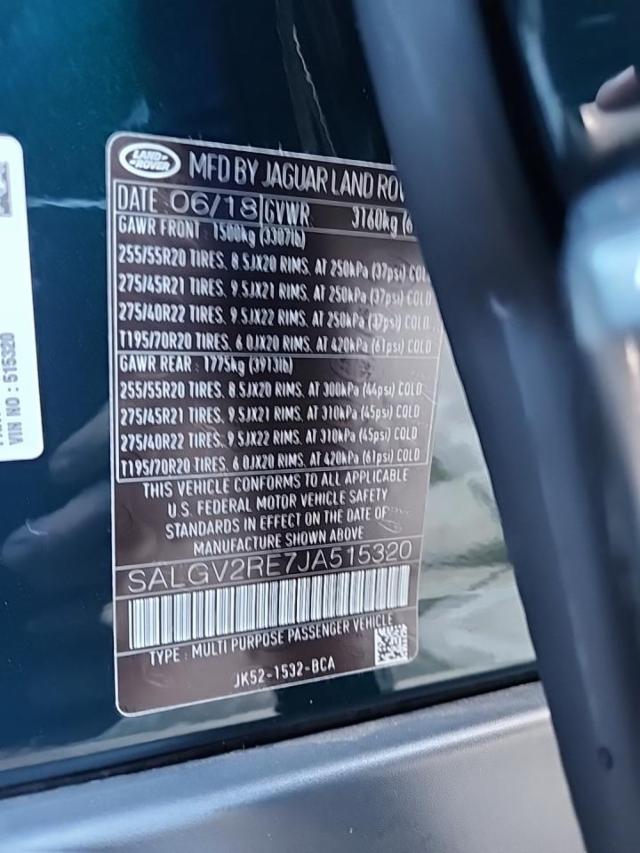 LAND ROVER
MFD BY JAGUAR LAND
DATE 06/18 GVWR 3160kg
GAWR FRONT 1500kg (3307lb)
255/55R20 TIRES. 8.5JX20 RIMS. AT 250kPa (37psi)
275/45R21 TIRES. 9.5JX21 RIMS. AT 250kPa (37psi) COLD
275/40R22 TIRES. 9.5JX22 RIMS. AT 250kPa (37psi) COLD
T195/70R20 TIRES. 6.0JX20 RIMS. AT 420kPa (61psi) COLD
GAWR REAR : 1775kg (3913lb)
255/55R20 TIRES. 8.5JX20 RIMS. AT 300kPa (44psi) COLD
275/45R21 TIRES. 9.5JX21 RIMS. AT 310kPa (45psi) COLD
275/40R22 TIRES. 9.5JX22 RIMS. AT 310kPa (45psi) COLD
T195/70R20 TIRES. 6.0JX20 RIMS. AT 420kPa (61psi) COLD
THIS VEHICLE CONFORMS TO ALL APPLICABLE
U.S. FEDERAL MOTOR VEHICLE SAFETY
STANDARDS IN EFFECT ON THE DATE OF
MANUFACTURE SHOWN ABOVE
SALGV2RE7JA515320
TYPE : MULTI PURPOSE PASSENGER VEHICLE
JK52-1532-BCA
VIN NO : 515320